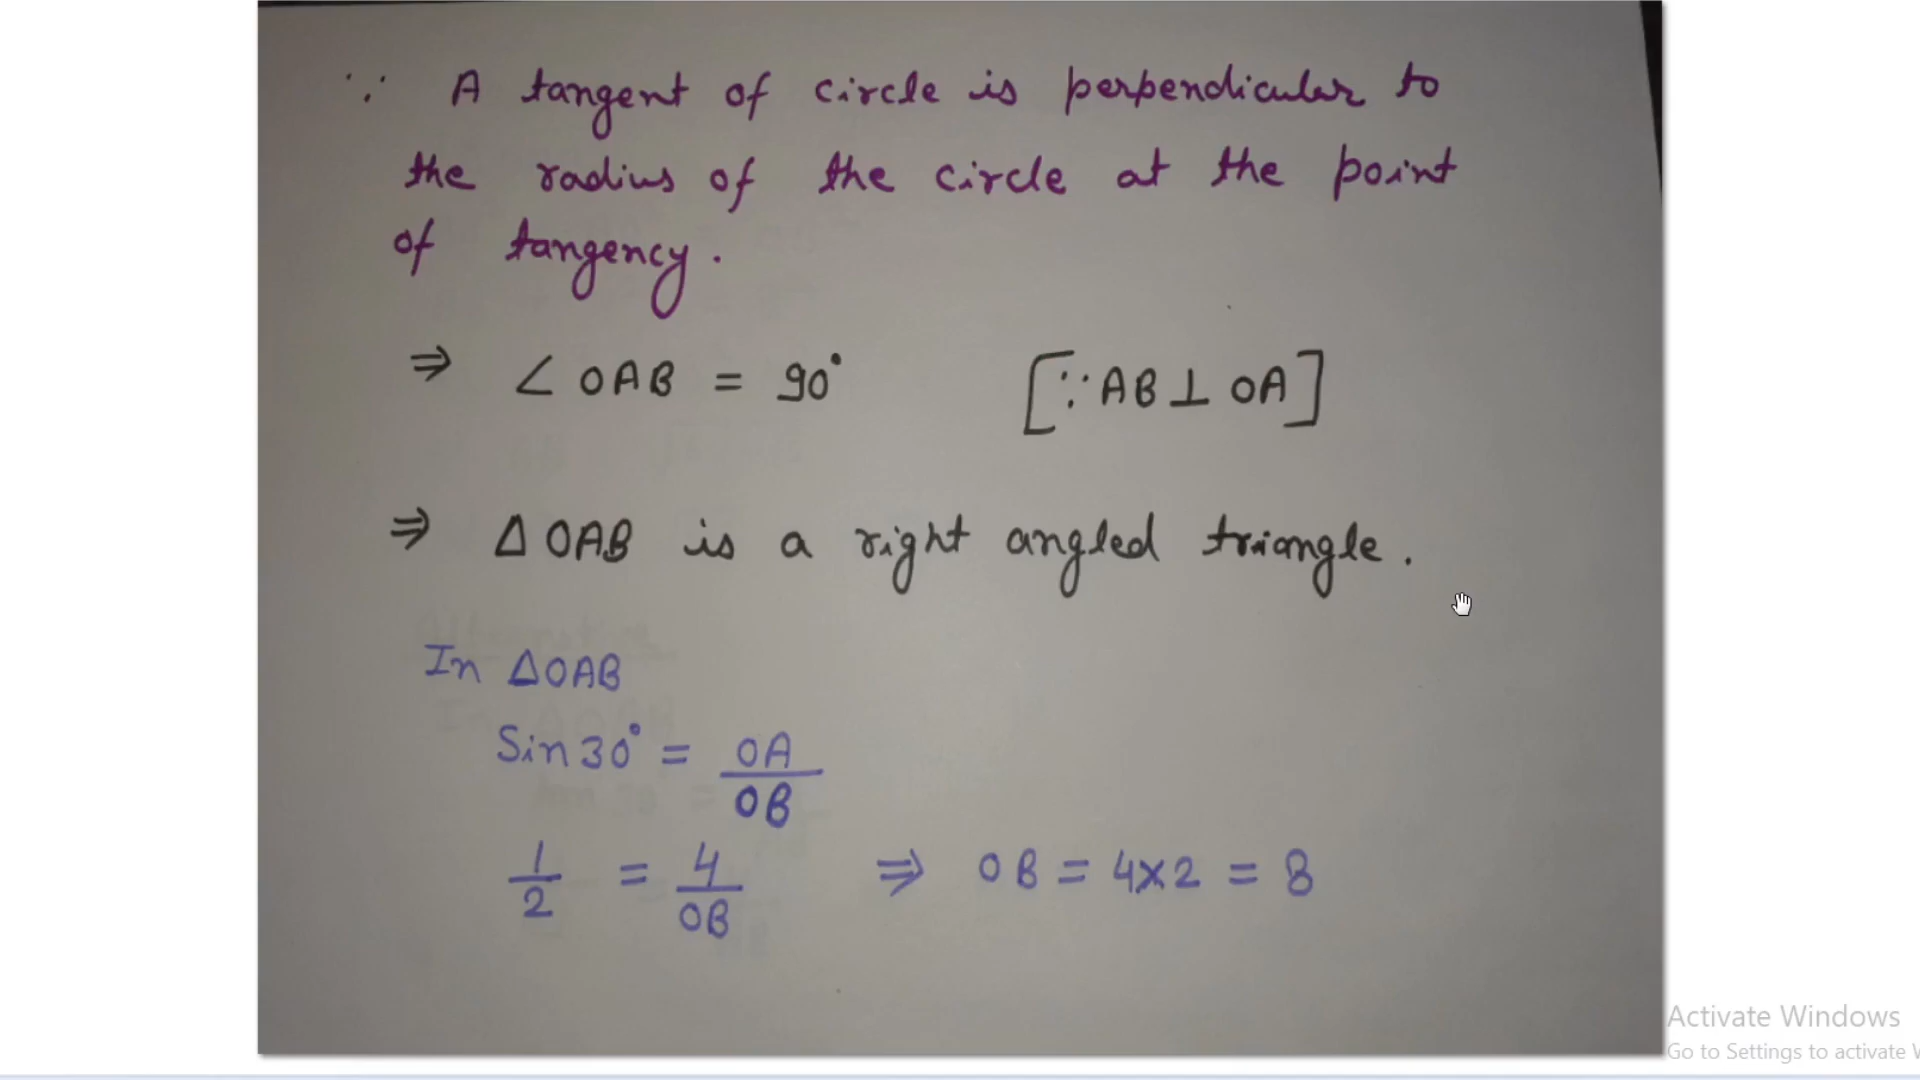 ∵ A tangent of circle is perpendicular to
the radius of the circle at the point
of tangency.
⇒ ∠ OAB = 90° [∵ AB ⊥ OA]
⇒ △ OAB is a right angled triangle.
In △OAB
Sin 30° = OA/OB
1/2 = 4/OB ⇒ OB = 4×2 = 8
Activate Windows
Go to Settings to activate W